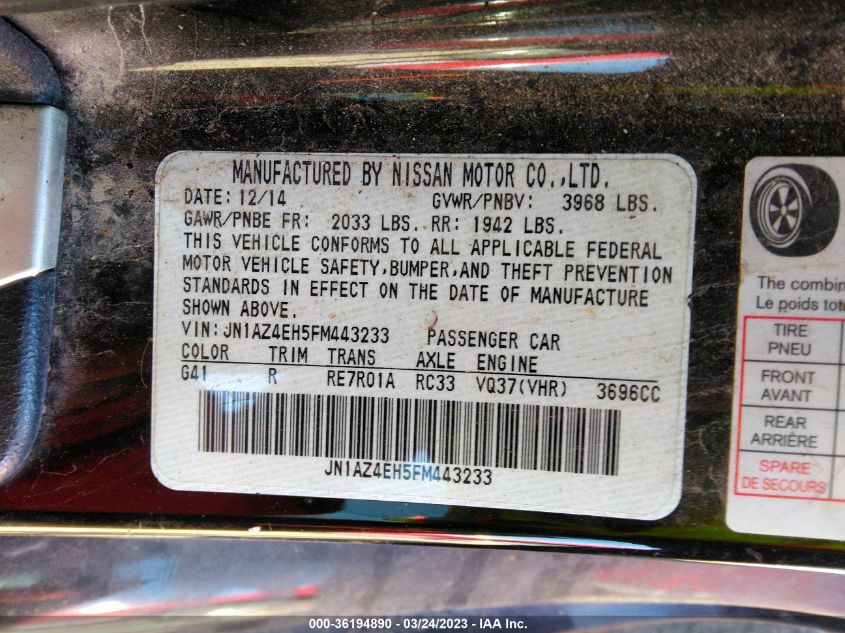 MANUFACTURED BY NISSAN MOTOR CO.,LTD.
DATE: 12/14 GVWR/PNBV: 3968 LBS.
GAWR/PNBE FR: 2033 LBS. RR: 1942 LBS.
THIS VEHICLE CONFORMS TO ALL APPLICABLE FEDERAL
MOTOR VEHICLE SAFETY,BUMPER,AND THEFT PREVENTION
STANDARDS IN EFFECT ON THE DATE OF MANUFACTURE
SHOWN ABOVE.
VIN: JN1AZ4EH5FM443233 PASSENGER CAR
COLOR TRIM TRANS AXLE ENGINE
G41 R RE7R01A RC33 VQ37(VHR) 3696CC
JN1AZ4EH5FM443233
The combin
Le poids tot
TIRE
PNEU
FRONT
AVANT
REAR
ARRIÈRE
SPARE
DE SECOURS
000-36194890 - 03/24/2023 - IAA Inc.